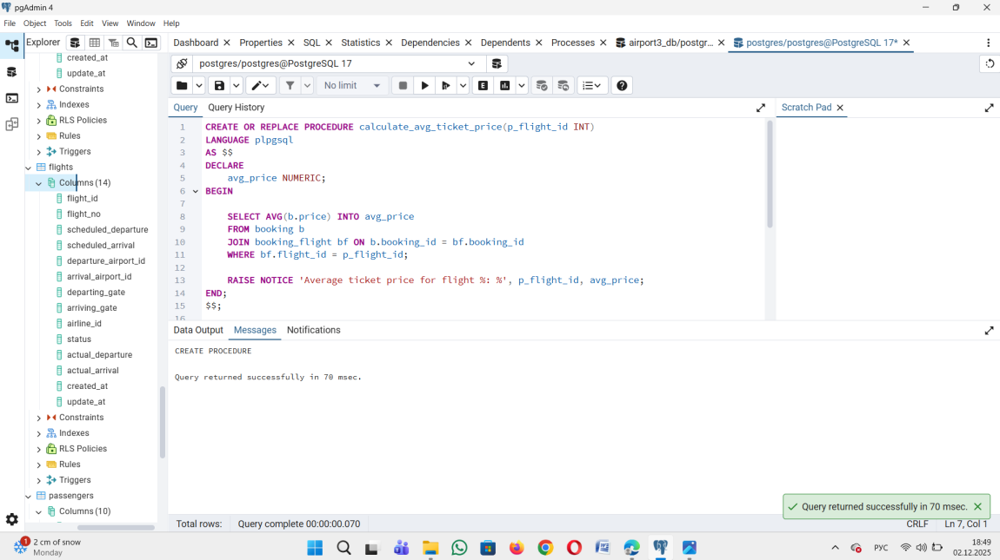 pgAdmin 4
File Object Tools Edit View Window Help
Explorer
Dashboard Properties SQL Statistics Dependencies Dependents Processes airport3_db/postgr... postgres/postgres@PostgreSQL 17*
created_at
update_at
Constraints
Indexes
RLS Policies
Rules
Triggers
flights
Columns (14)
flight_id
flight_no
scheduled_departure
scheduled_arrival
departure_airport_id
arrival_airport_id
departing_gate
arriving_gate
airline_id
status
actual_departure
actual_arrival
created_at
update_at
Constraints
Indexes
RLS Policies
Rules
Triggers
passengers
Columns (10)
postgres/postgres@PostgreSQL 17
No limit
E
Query Query History
Scratch Pad
1 CREATE OR REPLACE PROCEDURE calculate_avg_ticket_price(p_flight_id INT)
2 LANGUAGE plpgsql
3 AS $$
4 DECLARE
5 avg_price NUMERIC;
6 BEGIN
7
8 SELECT AVG(b.price) INTO avg_price
9 FROM booking b
10 JOIN booking_flight bf ON b.booking_id = bf.booking_id
11 WHERE bf.flight_id = p_flight_id;
12
13 RAISE NOTICE 'Average ticket price for flight %: %', p_flight_id, avg_price;
14 END;
15 $$;
16
Data Output Messages Notifications
CREATE PROCEDURE
Query returned successfully in 70 msec.
Query returned successfully in 70 msec.
Total rows: Query complete 00:00:00.070
CRLF Ln 7, Col 1
1
2 cm of snow
Monday
РУС
18:49
02.12.2025